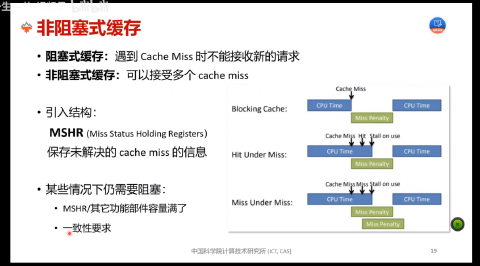 非阻塞式缓存
• 阻塞式缓存：遇到 Cache Miss 时不能接收新的请求
• 非阻塞式缓存：可以接受多个 cache miss
• 引入结构：
MSHR (Miss Status Holding Registers)
保存未解决的 cache miss 的信息
• 某些情况下仍需要阻塞：
• MSHR/其它功能部件容量满了
• 一致性要求
Cache Miss
Blocking Cache:
CPU Time
CPU Time
Miss Penalty
Cache Miss Hit Stall on use
Hit Under Miss:
CPU Time
CPU Time
Miss Penalty
Cache Miss Miss Stall on use
Miss Under Miss:
CPU Time
CPU Time
Miss Penalty
Miss Penalty
中国科学院计算技术研究所 (ICT, CAS)
19